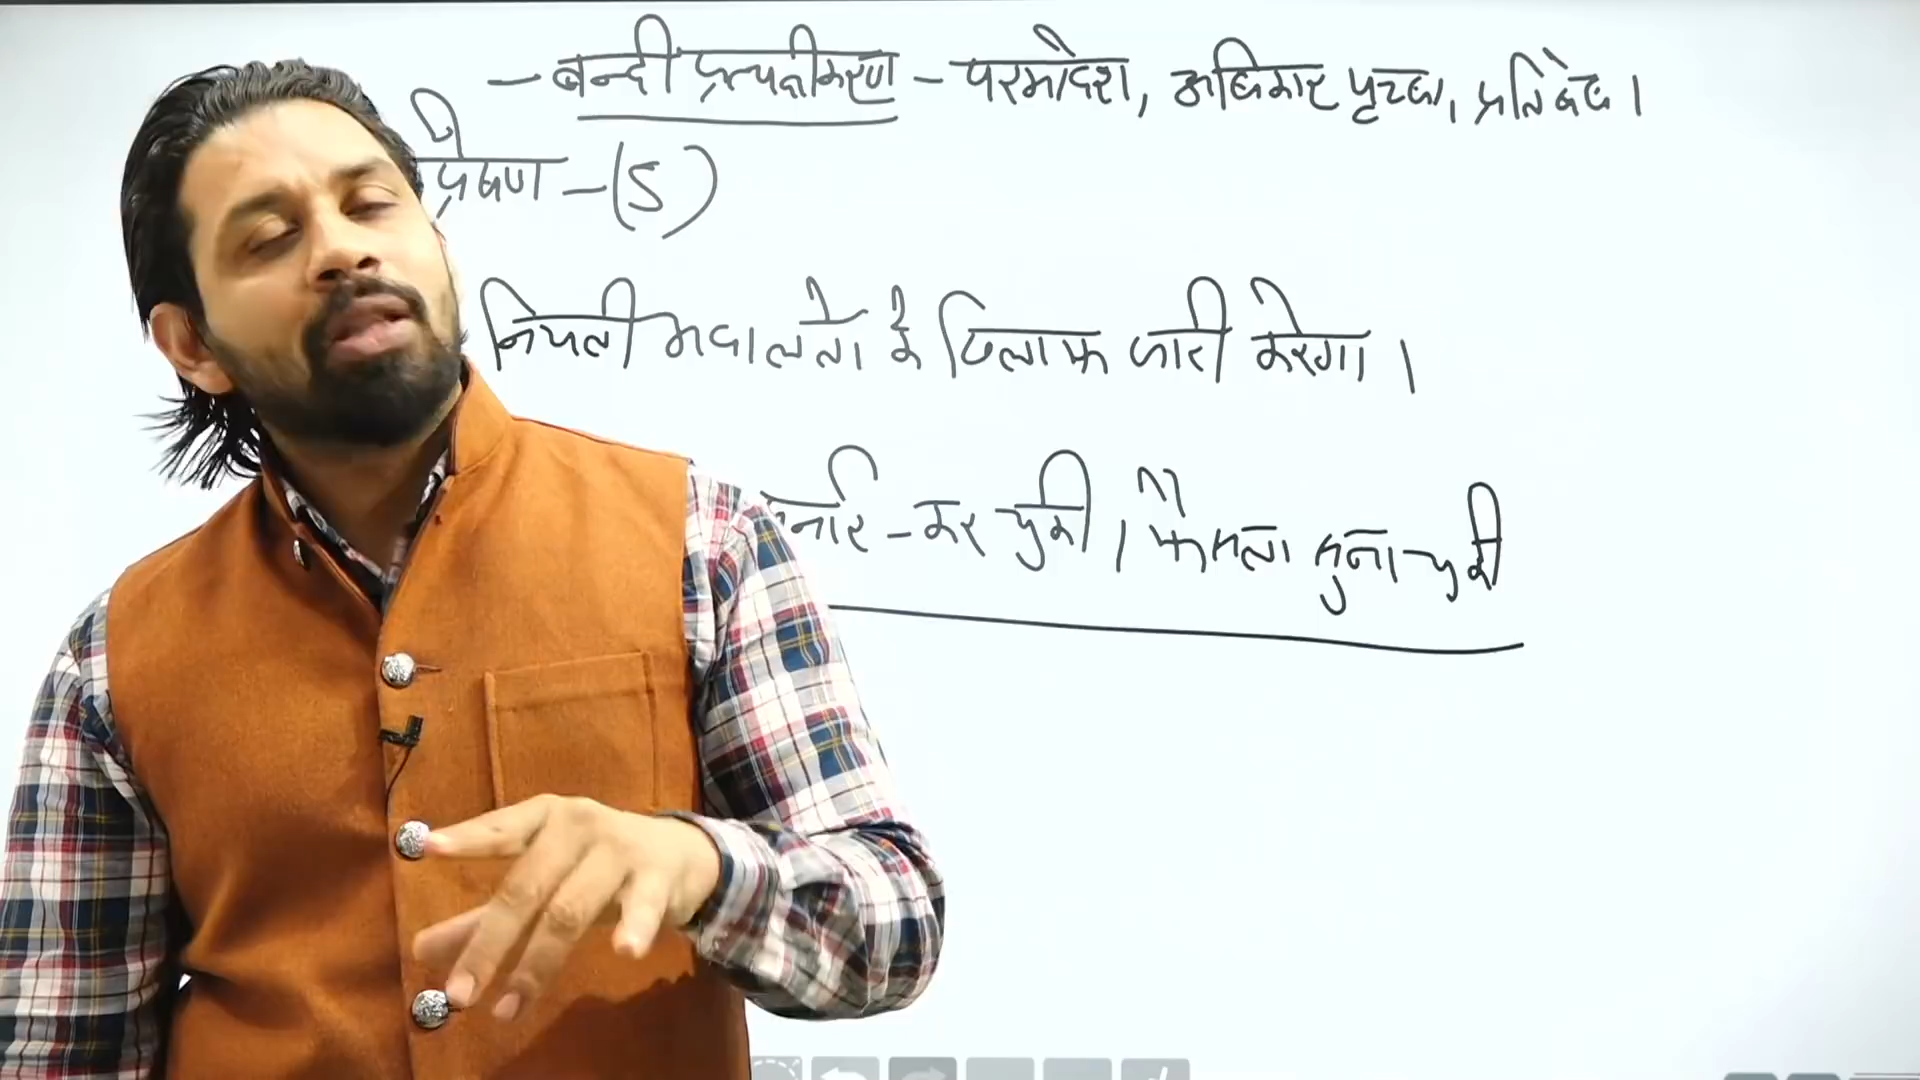 - बन्दी प्रत्यक्षीकरण - परमादेश, अधिकार पृच्छा, प्रतिषेध।
प्रेषण - (5)
निचली अदालतों के खिलाफ जारी करेगा।
कर चुकी। फैसला सुना चुकी